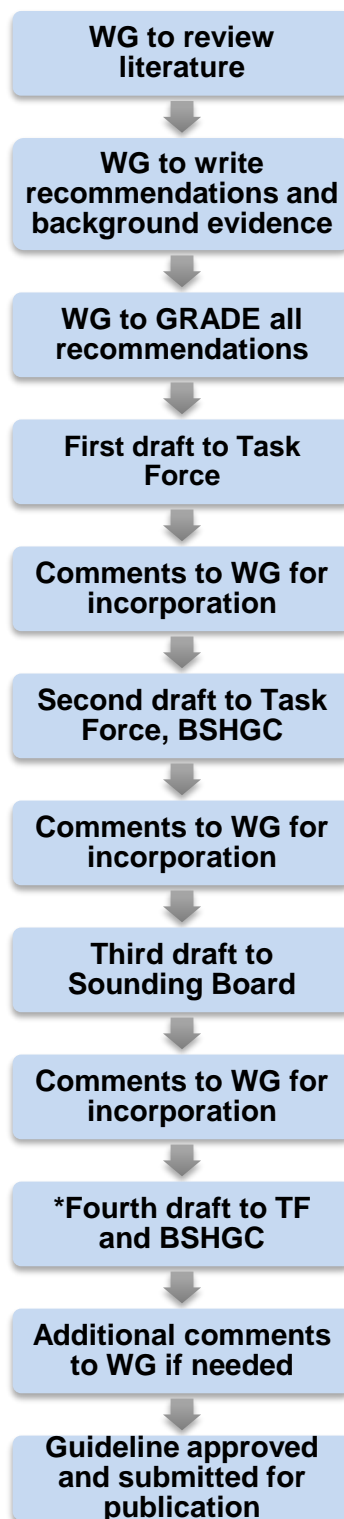 WG to review
literature
WG to write
recommendations and
background evidence
WG to GRADE all
recommendations
First draft to Task
Force
Comments to WG for
incorporation
Second draft to Task
Force, BSHGC
Comments to WG for
incorporation
Third draft to
Sounding Board
Comments to WG for
incorporation
*Fourth draft to TF
and BSHGC
Additional comments
to WG if needed
Guideline approved
and submitted for
publication